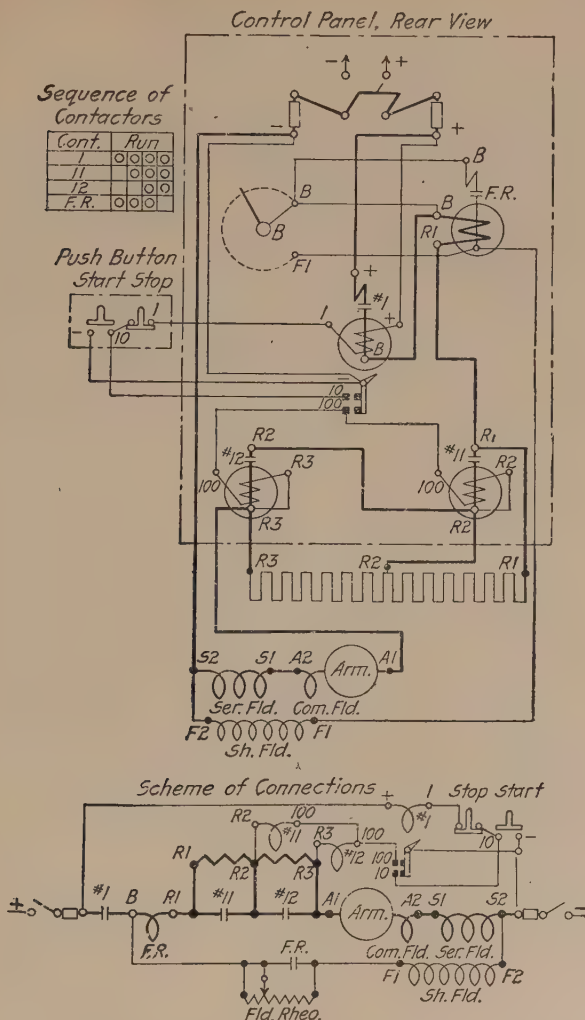 Control Panel, Rear View
- +
Sequence of
Contactors
Cont. Run
1 O O O O
11 O O O
12 O O
F.R. O O O
- +
B
F.R.
B
B
B
R1
F1
Push Button
Start Stop
+
#1
1
- 10
1
+
B
-
10
100
R2
R1
#12
R3
#11
R2
100
R3
100
R2
R3
R2
R1
S2
S1
A2
Arm.
A1
Ser. Fld.
Com. Fld.
F2
F1
Sh. Fld.
Scheme of Connections
+
1
Stop Start
R2
100
#11
R3
100
#1
-
R1
R2
R3
#12
100
10
10
±
#1
B
R1
#11
#12
A1
Arm.
A2
S1
S2
-
F.R.
Com. Fld.
Ser. Fld.
F.R.
F1
F2
Sh. Fld.
Fld. Rheo.